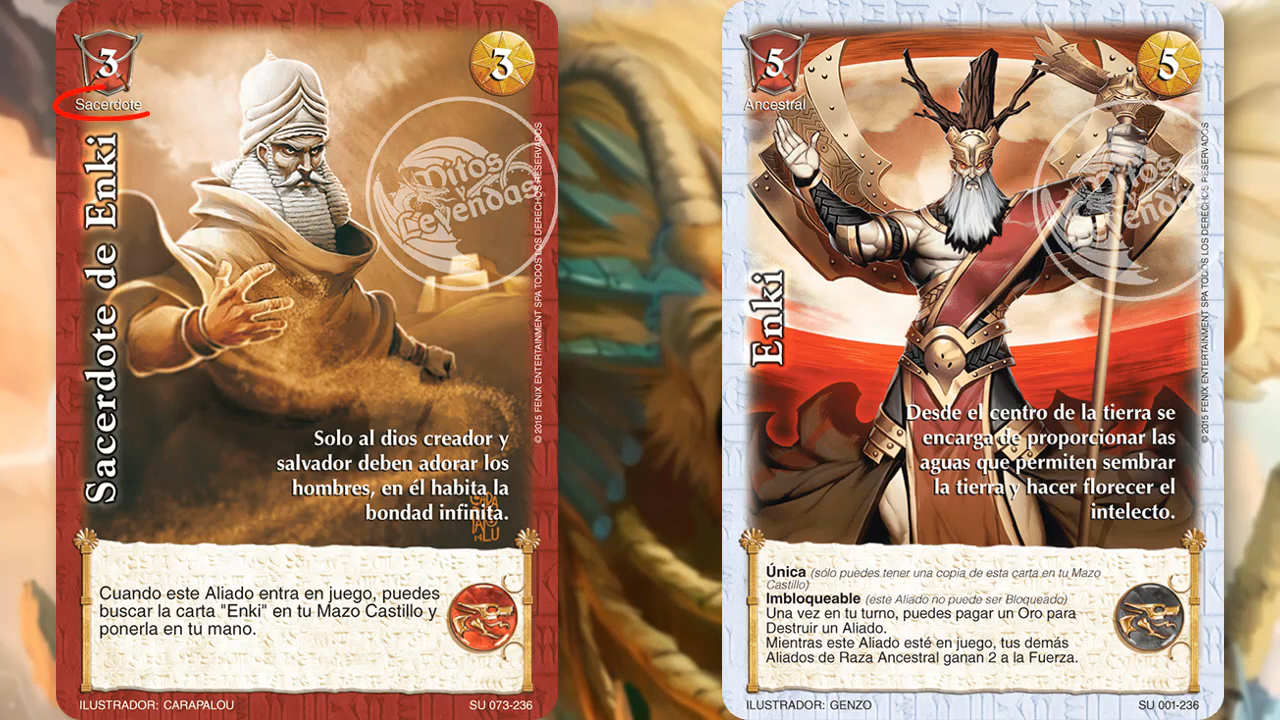 3
3
Sacerdote
Sacerdote de Enki
Mitos
y
Leyendas
© 2015 FENIX ENTERTAINMENT SPA TODOS LOS DERECHOS RESERVADOS
Solo al dios creador y
salvador deben adorar los
hombres, en él habita la
bondad infinita.
Cuando este Aliado entra en juego, puedes
buscar la carta "Enki" en tu Mazo Castillo y
ponerla en tu mano.
ILUSTRADOR: CARAPALOU
SU 073-236
5
5
Ancestral
Enki
Mitos
y
Leyendas
© 2015 FENIX ENTERTAINMENT SPA TODOS LOS DERECHOS RESERVADOS
Desde el centro de la tierra se
encarga de proporcionar las
aguas que permiten sembrar
la tierra y hacer florecer el
intelecto.
Única (sólo puedes tener una copia de esta carta en tu Mazo
Castillo)
Imbloqueable (este Aliado no puede ser Bloqueado)
Una vez en tu turno, puedes pagar un Oro para
Destruir un Aliado.
Mientras este Aliado esté en juego, tus demás
Aliados de Raza Ancestral ganan 2 a la Fuerza.
ILUSTRADOR: GENZO
SU 001-236